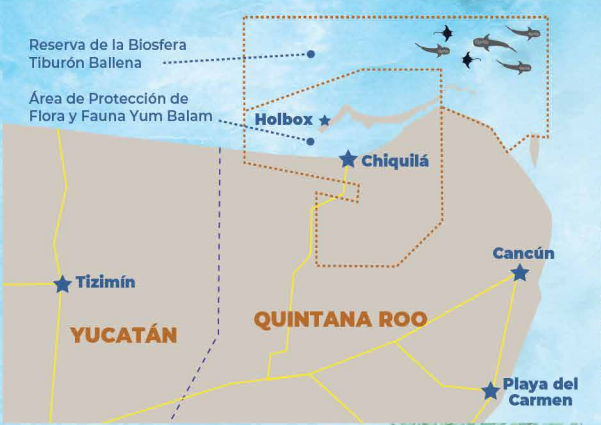 Reserva de la Biosfera
Tiburón Ballena
Área de Protección de
Flora y Fauna Yum Balam
Holbox
Chiquilá
Cancún
Tizimín
QUINTANA ROO
YUCATÁN
Playa del
Carmen